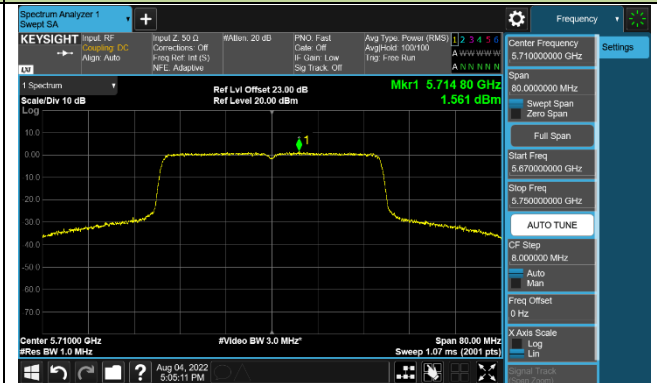 Spectrum Analyzer 1
Swept SA
+
Frequency
KEYSIGHT
Input: RF
Coupling: DC
Align: Auto
LXI
Input Z: 50 Ω
Corrections: Off
Freq Ref: Int (S)
NFE: Adaptive
#Atten: 20 dB
PNO: Fast
Gate: Off
IF Gain: Low
Sig Track: Off
Avg Type: Power (RMS)
Avg|Hold: 100/100
Trig: Free Run
1 2 3 4 5 6
A W W W W W
A N N N N N
1 Spectrum
Scale/Div 10 dB
Log
Ref Lvl Offset 23.00 dB
Ref Level 20.00 dBm
Mkr1 5.714 80 GHz
1.561 dBm
1
10.0
0.00
10.0
20.0
30.0
40.0
50.0
60.0
70.0
Center 5.71000 GHz
#Res BW 1.0 MHz
#Video BW 3.0 MHz*
Span 80.00 MHz
Sweep 1.07 ms (2001 pts)
Center Frequency
5.710000000 GHz
Settings
Span
80.0000000 MHz
Swept Span
Zero Span
Full Span
Start Freq
5.670000000 GHz
Stop Freq
5.750000000 GHz
AUTO TUNE
CF Step
8.000000 MHz
Auto
Man
Freq Offset
0 Hz
X Axis Scale
Log
Lin
Signal Track
(Span Zoom)
?
Aug 04, 2022
5:05:11 PM